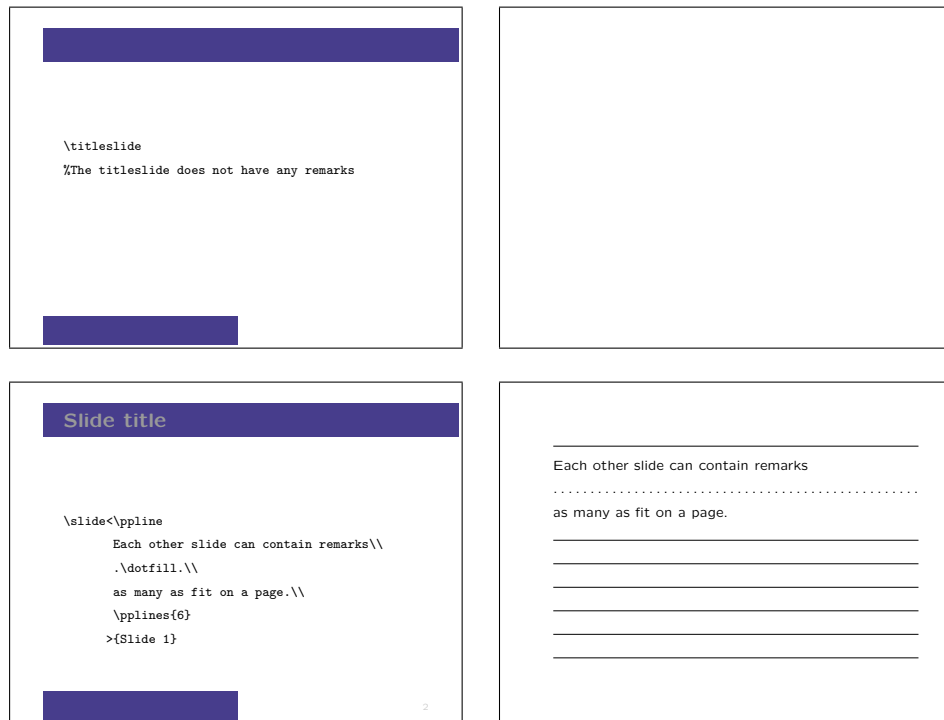 \titleslide
%The titleslide does not have any remarks
Slide title
\slide<\ppline
Each other slide can contain remarks\\
.\dotfill.\\
as many as fit on a page.\\
\pplines{6}
>{Slide 1}
2
Each other slide can contain remarks
. . . . . . . . . . . . . . . . . . . . . . . . . . . . . . . . . . . . . . . . . . . . . . . . . .
as many as fit on a page.